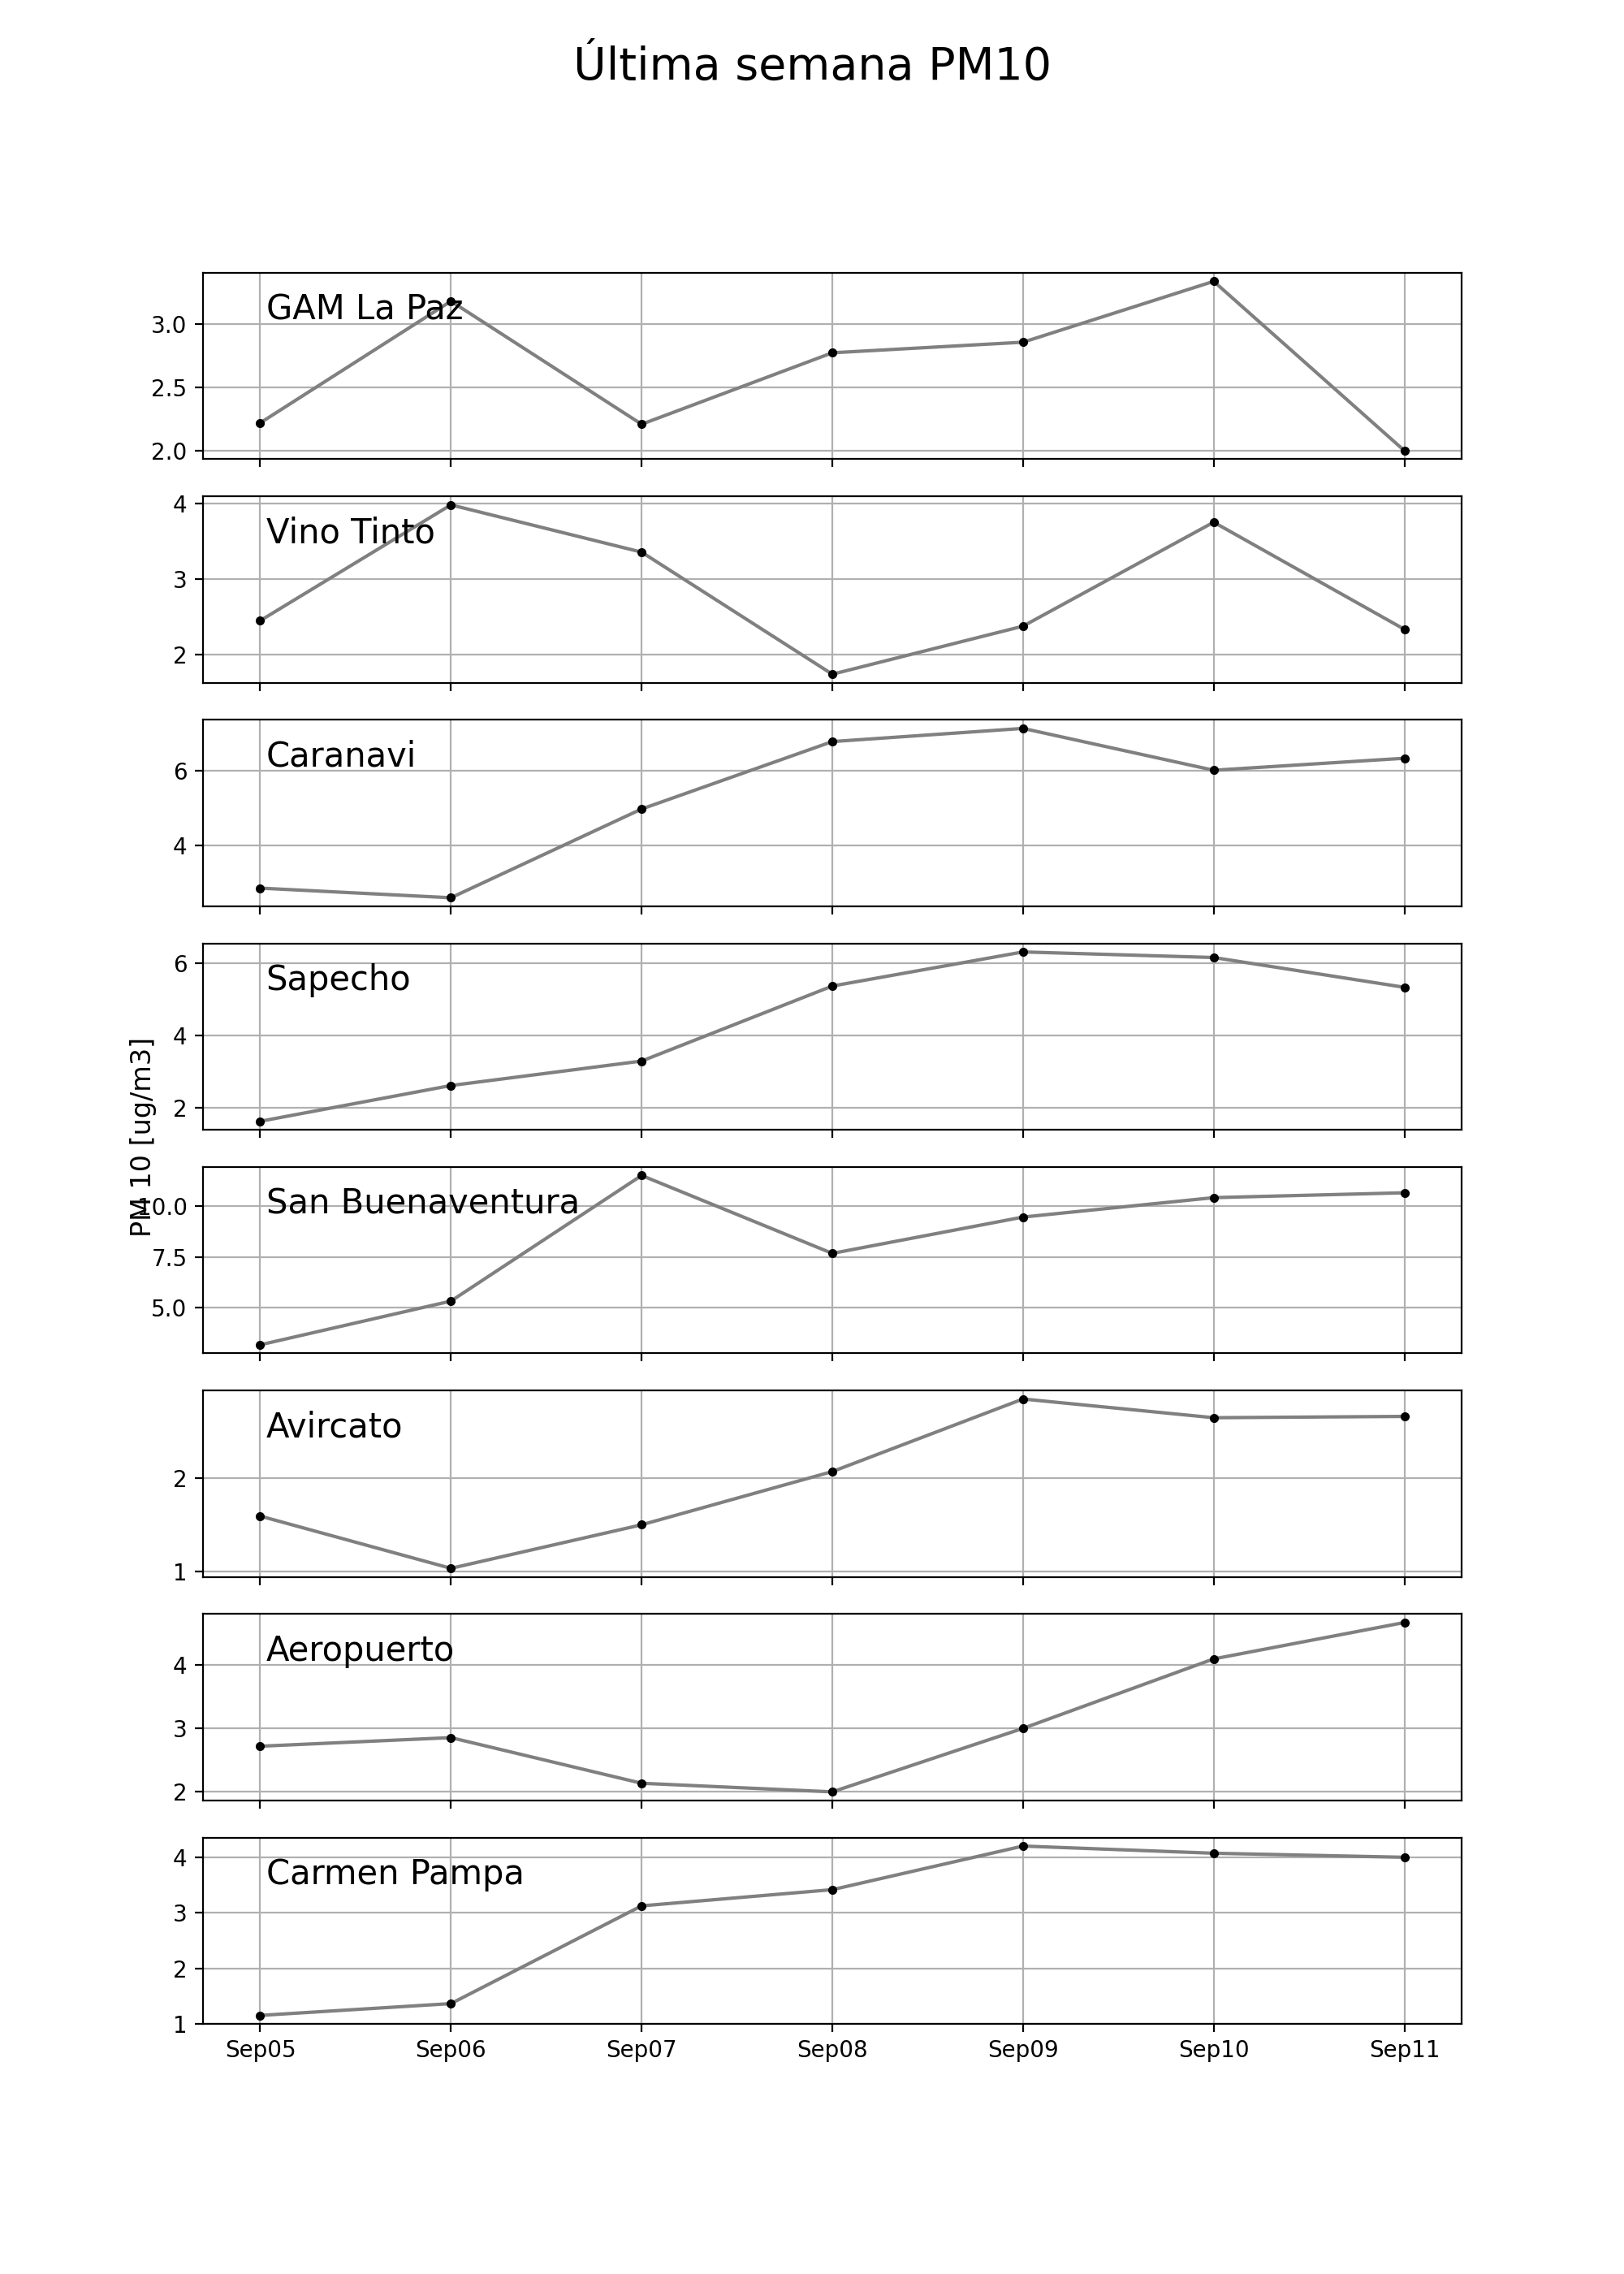 Última semana PM10
GAM La Paz
3.0
2.5
2.0
Vino Tinto
4
3
2
Caranavi
6
4
Sapecho
6
4
2
PM 10 [ug/m3]
San Buenaventura
10.0
7.5
5.0
Avircato
2
1
Aeropuerto
4
3
2
Carmen Pampa
4
3
2
1
Sep05 Sep06 Sep07 Sep08 Sep09 Sep10 Sep11